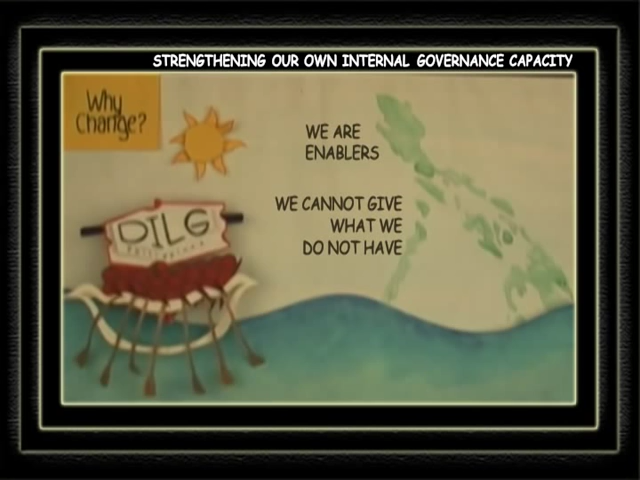 STRENGTHENING OUR OWN INTERNAL GOVERNANCE CAPACITY
Why
Change?
WE ARE
ENABLERS
WE CANNOT GIVE
WHAT WE
DO NOT HAVE
DILG
Philippines